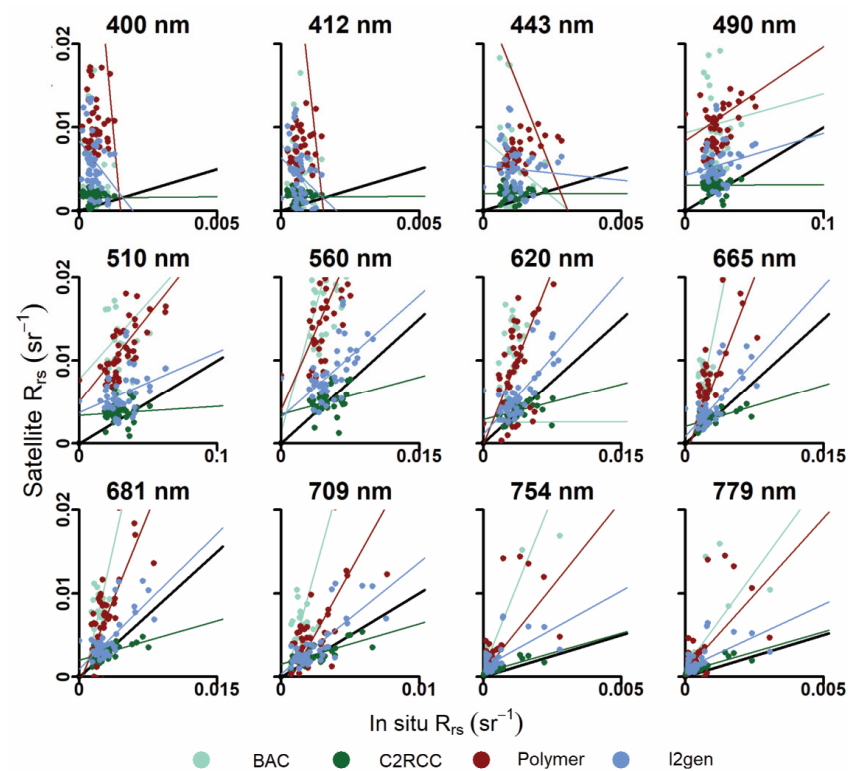 400 nm 412 nm 443 nm 490 nm
0.02
0.01
0
0 0.005 0 0.005 0 0.005 0 0.1
510 nm 560 nm 620 nm 665 nm
0.02
0.01
0
0 0.1 0 0.015 0 0.015 0 0.015
681 nm 709 nm 754 nm 779 nm
0.02
0.01
0
0 0.015 0 0.01 0 0.005 0 0.005
Satellite Rrs (sr⁻¹)
In situ Rrs (sr⁻¹)
BAC C2RCC Polymer l2gen